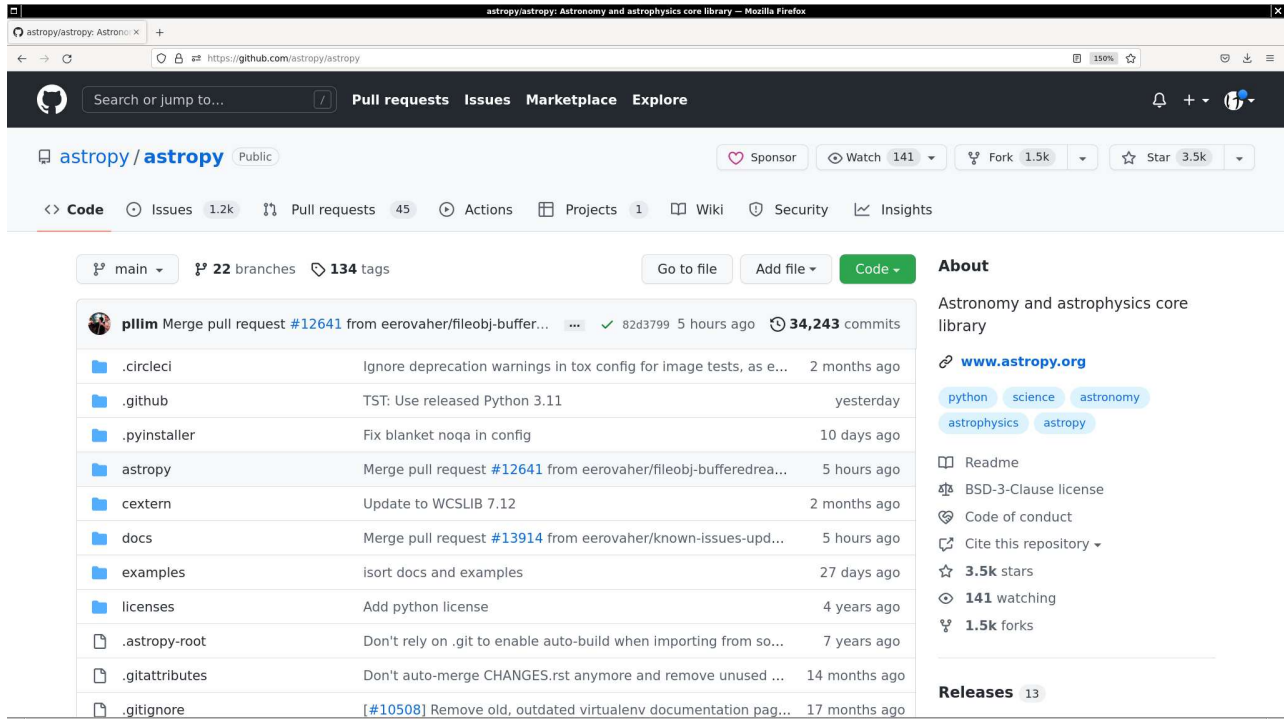 astropy/astropy: Astronomy and astrophysics core library — Mozilla Firefox
astropy/astropy: Astrono
https://github.com/astropy/astropy 150%
Search or jump to... / Pull requests Issues Marketplace Explore
astropy / astropy Public Sponsor Watch 141 Fork 1.5k Star 3.5k
Code Issues 1.2k Pull requests 45 Actions Projects 1 Wiki Security Insights
main 22 branches 134 tags Go to file Add file Code
pllim Merge pull request #12641 from eerovaher/fileobj-buffer... ... 82d3799 5 hours ago 34,243 commits
.circleci Ignore deprecation warnings in tox config for image tests, as e... 2 months ago
.github TST: Use released Python 3.11 yesterday
.pyinstaller Fix blanket noqa in config 10 days ago
astropy Merge pull request #12641 from eerovaher/fileobj-bufferedrea... 5 hours ago
cextern Update to WCSLIB 7.12 2 months ago
docs Merge pull request #13914 from eerovaher/known-issues-upd... 5 hours ago
examples isort docs and examples 27 days ago
licenses Add python license 4 years ago
.astropy-root Don't rely on .git to enable auto-build when importing from so... 7 years ago
.gitattributes Don't auto-merge CHANGES.rst anymore and remove unused ... 14 months ago
.gitignore [#10508] Remove old, outdated virtualenv documentation pag... 17 months ago
About
Astronomy and astrophysics core
library
www.astropy.org
python science astronomy
astrophysics astropy
Readme
BSD-3-Clause license
Code of conduct
Cite this repository
3.5k stars
141 watching
1.5k forks
Releases 13